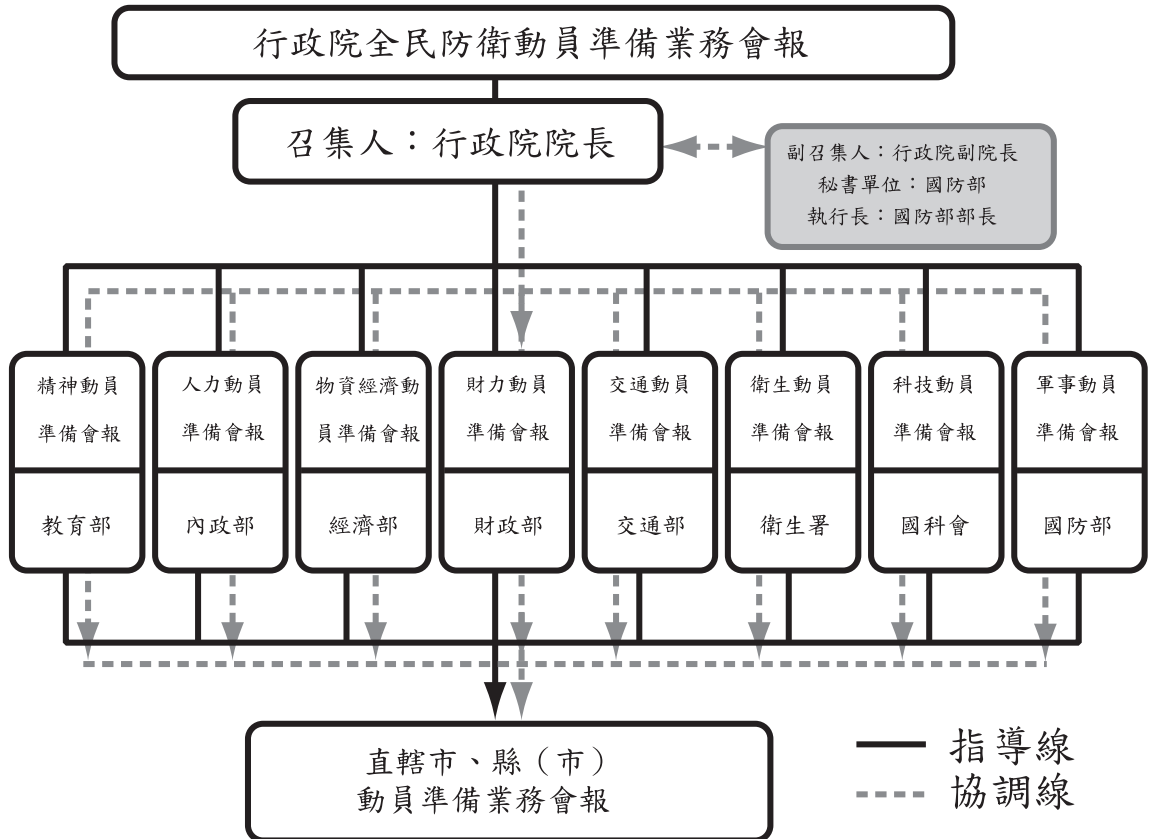 行政院全民防衛動員準備業務會報
召集人：行政院院長
副召集人：行政院副院長
秘書單位：國防部
執行長：國防部部長
精神動員
準備會報
教育部
人力動員
準備會報
內政部
物資經濟動
員準備會報
經濟部
財力動員
準備會報
財政部
交通動員
準備會報
交通部
衛生動員
準備會報
衛生署
科技動員
準備會報
國科會
軍事動員
準備會報
國防部
直轄市、縣（市）
動員準備業務會報
指導線
協調線